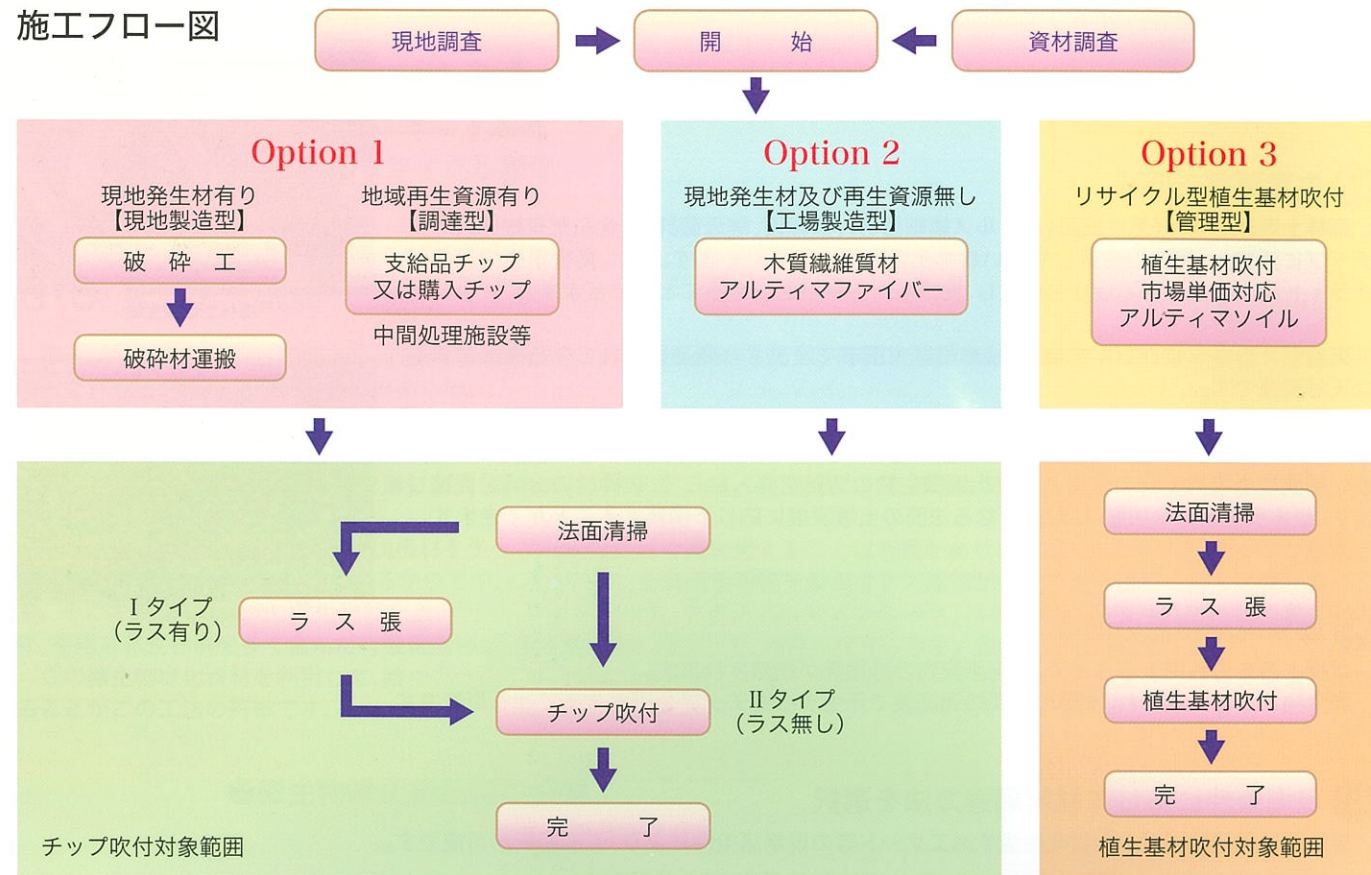 施工フロー図
現地調査
開　始
資材調査
Option 1
現地発生材有り
【現地製造型】
破 砕 工
破砕材運搬
地域再生資源有り
【調達型】
支給品チップ
又は購入チップ
中間処理施設等
Option 2
現地発生材及び再生資源無し
【工場製造型】
木質繊維質材
アルティマファイバー
Option 3
リサイクル型植生基材吹付
【管理型】
植生基材吹付
市場単価対応
アルティマソイル
法面清掃
Ⅰタイプ
（ラス有り）
ラ ス 張
チップ吹付
Ⅱタイプ
（ラス無し）
完　了
チップ吹付対象範囲
法面清掃
ラ ス 張
植生基材吹付
完　了
植生基材吹付対象範囲